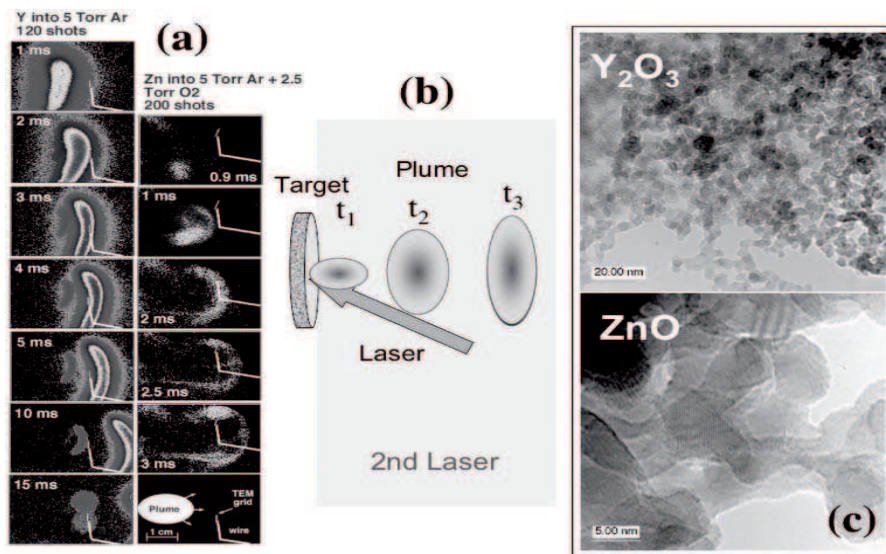 Y into 5 Torr Ar
120 shots
(a)
1 ms
2 ms
3 ms
4 ms
5 ms
10 ms
15 ms
Zn into 5 Torr Ar + 2.5
Torr O2
200 shots
0.9 ms
1 ms
2 ms
2.5 ms
3 ms
Plume
1 cm
TEM
grid
wire
(b)
Plume
Target
t₁
t₂
t₃
Laser
2nd Laser
Y₂O₃
20.00 nm
ZnO
5.00 nm
(c)